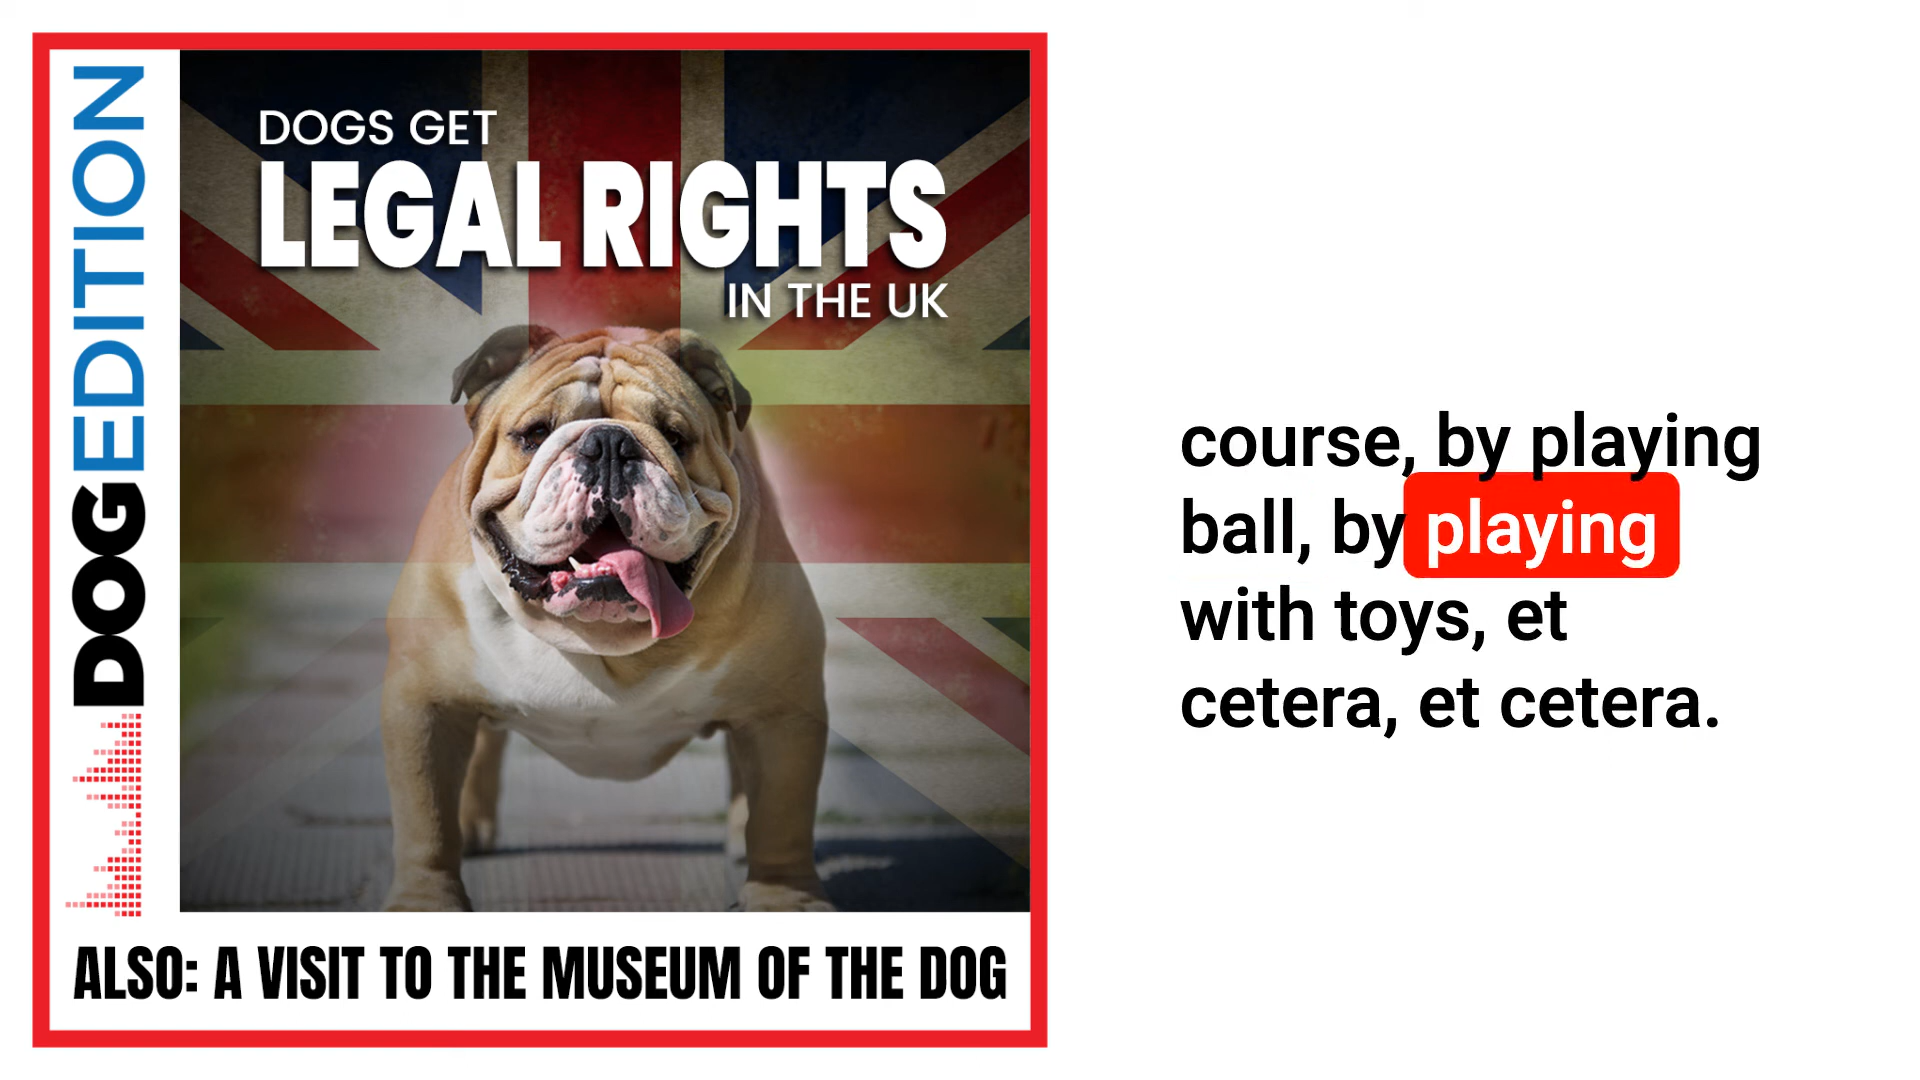 DOGEDITION
DOGS GET
LEGAL RIGHTS
IN THE UK
ALSO: A VISIT TO THE MUSEUM OF THE DOG
course, by playing
ball, by playing
with toys, et
cetera, et cetera.